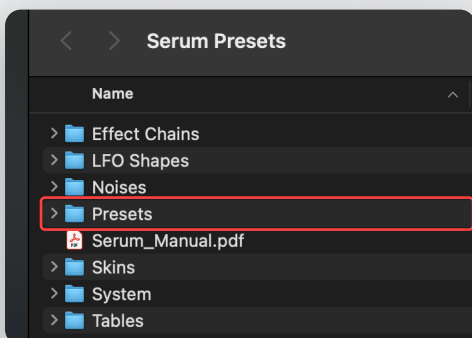 Serum Presets
Name
Effect Chains
LFO Shapes
Noises
Presets
Serum_Manual.pdf
Skins
System
Tables